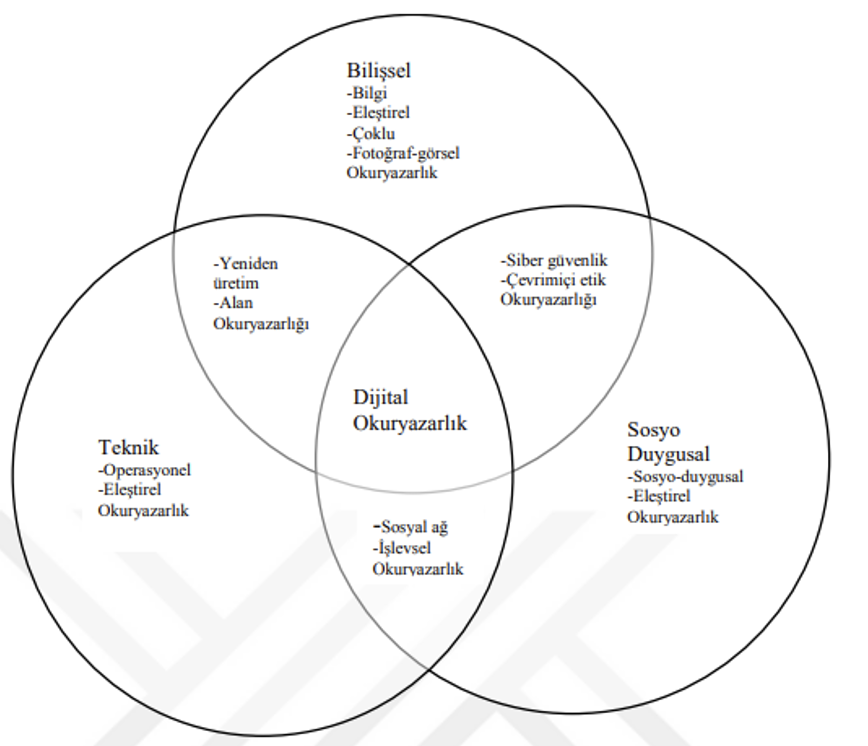 Bilişsel
-Bilgi
-Eleştirel
-Çoklu
-Fotoğraf-görsel
Okuryazarlık
-Yeniden
üretim
-Alan
Okuryazarlığı
-Siber güvenlik
-Çevrimiçi etik
Okuryazarlığı
Dijital
Okuryazarlık
Teknik
-Operasyonel
-Eleştirel
Okuryazarlık
Sosyo
Duygusal
-Sosyo-duygusal
-Eleştirel
Okuryazarlık
-Sosyal ağ
-İşlevsel
Okuryazarlık